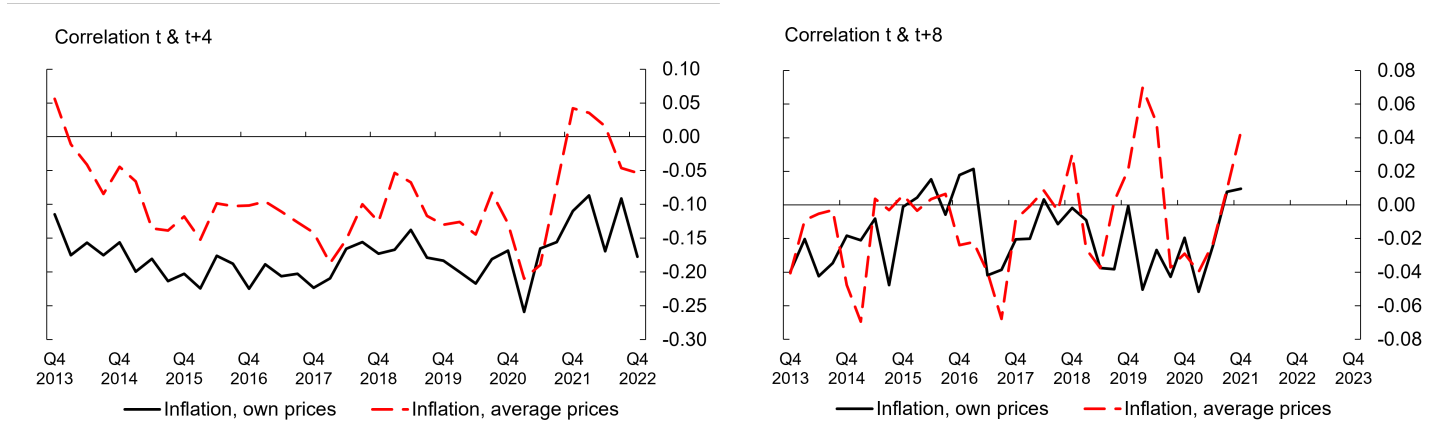 Correlation t & t+4
0.10
0.05
0.00
-0.05
-0.10
-0.15
-0.20
-0.25
-0.30
Q4 Q4 Q4 Q4 Q4 Q4 Q4 Q4 Q4 Q4
2013 2014 2015 2016 2017 2018 2019 2020 2021 2022
Inflation, own prices Inflation, average prices
Correlation t & t+8
0.08
0.06
0.04
0.02
0.00
-0.02
-0.04
-0.06
-0.08
Q4 Q4 Q4 Q4 Q4 Q4 Q4 Q4 Q4 Q4 Q4
2013 2014 2015 2016 2017 2018 2019 2020 2021 2022 2023
Inflation, own prices Inflation, average prices